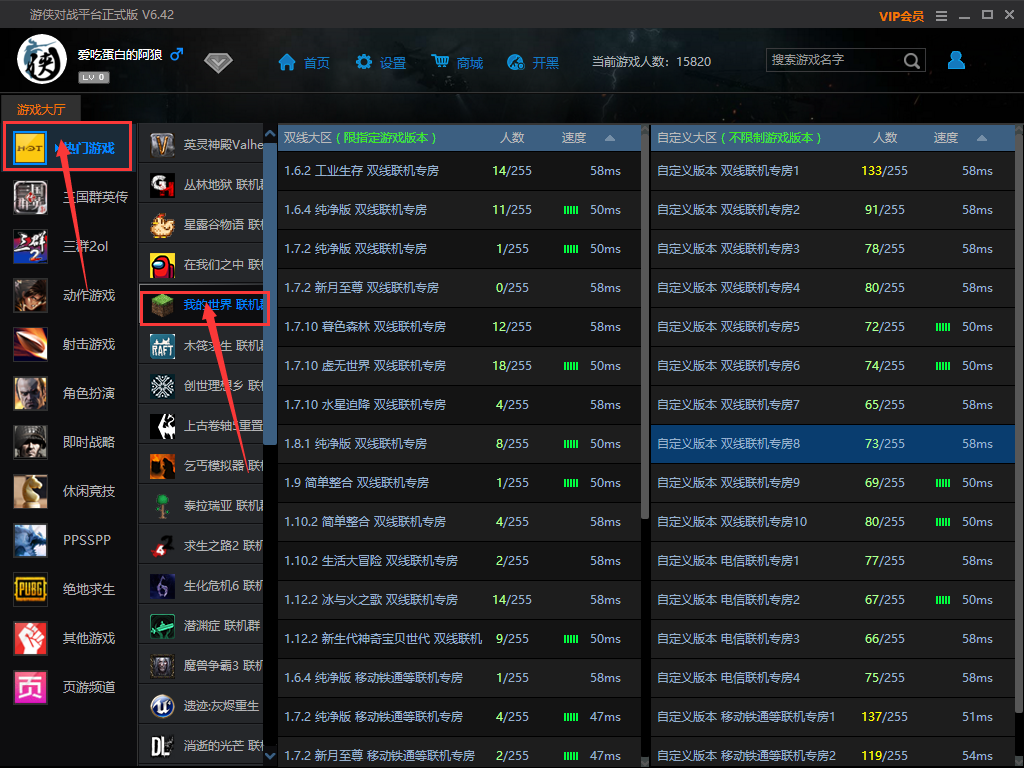 游侠对战平台正式版 V6.42
VIP会员
爱吃蛋白的阿狼
LV 0
首页
设置
商城
开黑
当前游戏人数：15820
搜索游戏名字
游戏大厅
HOT
热门游戏
三国群英传
三群2ol
动作游戏
射击游戏
角色扮演
即时战略
休闲竞技
PPSSPP
PUBG
绝地求生
其他游戏
页
页游频道
英灵神殿Valhe
丛林地狱 联机群
星露谷物语 联
在我们之中 联
我的世界 联机
RAFT
木筏求生 联机
创世理想乡 联
上古卷轴5重置
乞丐模拟器 联
泰拉瑞亚 联机
求生之路2 联机
生化危机6 联机
潜渊症 联机群
魔兽争霸3 联机
遗迹:灰烬重生
DL
消逝的光芒 联
双线大区（限指定游戏版本） 人数 速度
1.6.2 工业生存 双线联机专房 14/255 58ms
1.6.4 纯净版 双线联机专房 11/255 50ms
1.7.2 纯净版 双线联机专房 1/255 50ms
1.7.2 新月至尊 双线联机专房 0/255 58ms
1.7.10 暮色森林 双线联机专房 12/255 58ms
1.7.10 虚无世界 双线联机专房 18/255 50ms
1.7.10 水星迫降 双线联机专房 4/255 58ms
1.8.1 纯净版 双线联机专房 8/255 50ms
1.9 简单整合 双线联机专房 1/255 50ms
1.10.2 简单整合 双线联机专房 4/255 58ms
1.10.2 生活大冒险 双线联机专房 2/255 58ms
1.12.2 冰与火之歌 双线联机专房 14/255 58ms
1.12.2 新生代神奇宝贝世代 双线联机 9/255 50ms
1.6.4 纯净版 移动铁通等联机专房 1/255 58ms
1.7.2 纯净版 移动铁通等联机专房 4/255 47ms
1.7.2 新月至尊 移动铁通等联机专房 2/255 47ms
自定义大区（不限制游戏版本） 人数 速度
自定义版本 双线联机专房1 133/255 58ms
自定义版本 双线联机专房2 91/255 58ms
自定义版本 双线联机专房3 78/255 58ms
自定义版本 双线联机专房4 80/255 58ms
自定义版本 双线联机专房5 72/255 50ms
自定义版本 双线联机专房6 74/255 50ms
自定义版本 双线联机专房7 65/255 58ms
自定义版本 双线联机专房8 73/255 58ms
自定义版本 双线联机专房9 69/255 50ms
自定义版本 双线联机专房10 80/255 50ms
自定义版本 电信联机专房1 77/255 58ms
自定义版本 电信联机专房2 67/255 50ms
自定义版本 电信联机专房3 66/255 58ms
自定义版本 电信联机专房4 75/255 58ms
自定义版本 移动铁通等联机专房1 137/255 51ms
自定义版本 移动铁通等联机专房2 119/255 54ms